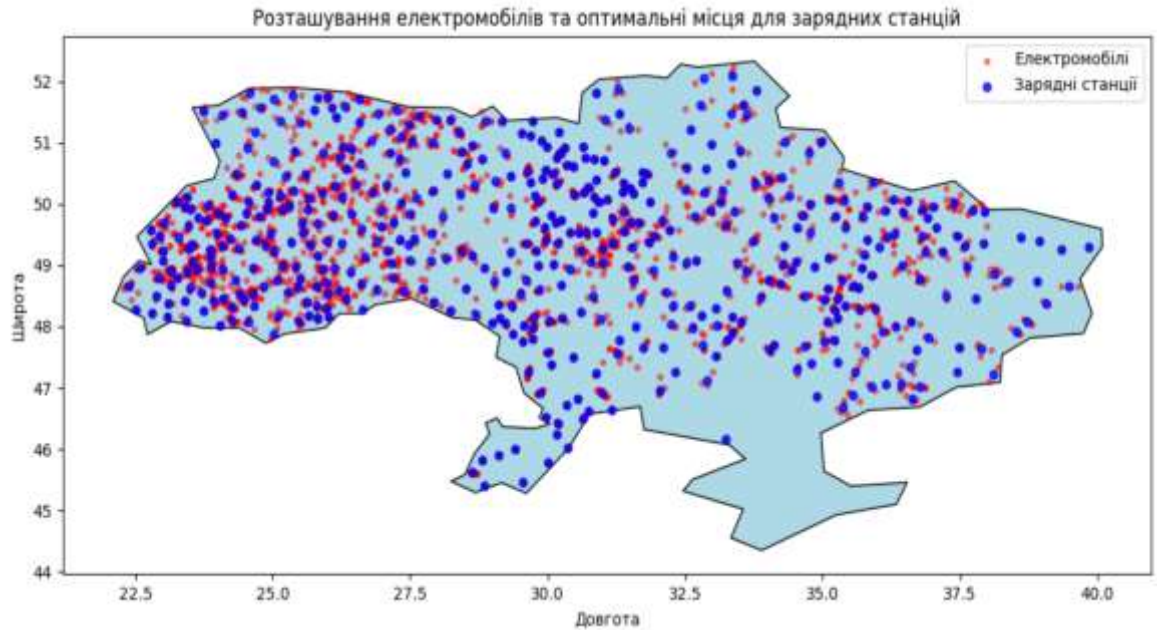 Розташування електромобілів та оптимальні місця для зарядних станцій
Електромобілі
Зарядні станції
52
51
50
49
48
47
46
45
44
Широта
22.5 25.0 27.5 30.0 32.5 35.0 37.5 40.0
Довгота